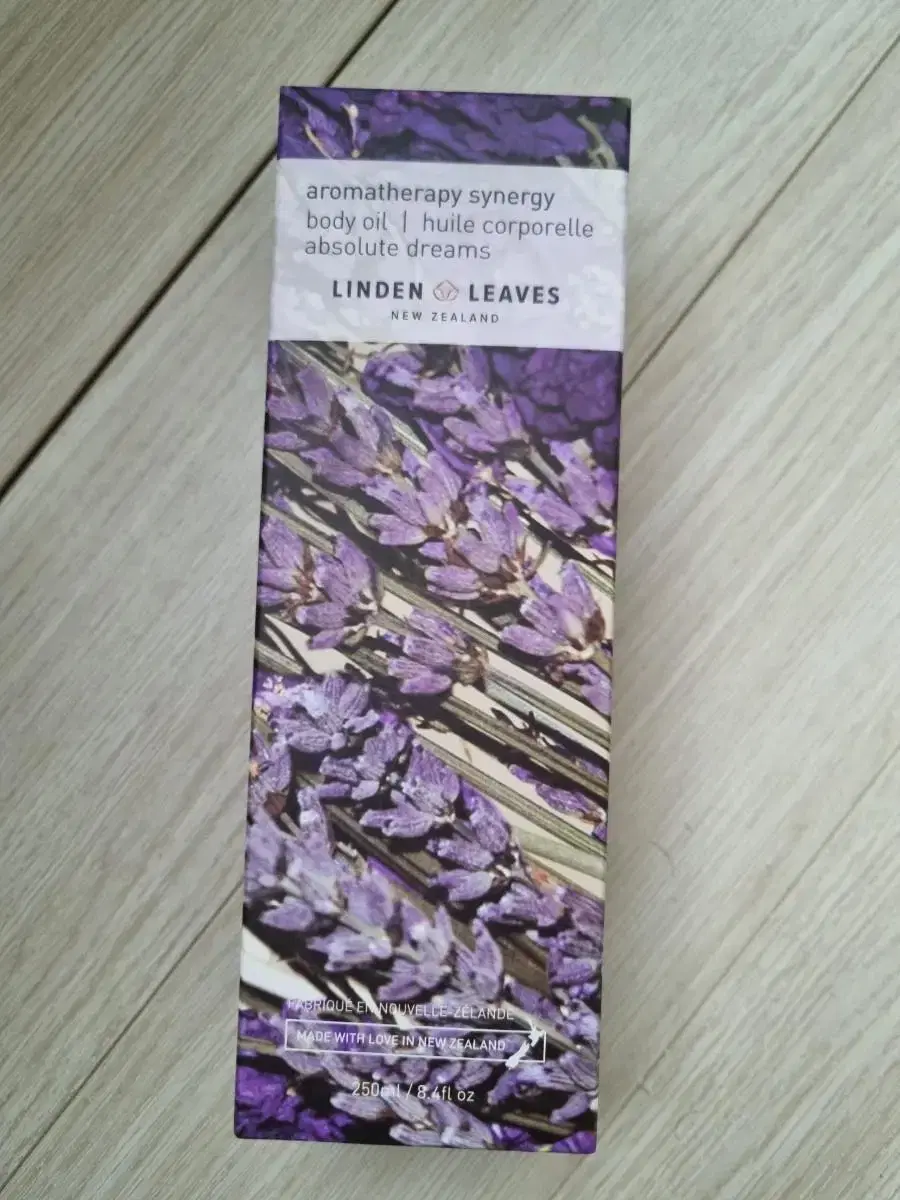 aromatherapy synergy
body oil | huile corporelle
absolute dreams
LINDEN LEAVES
NEW ZEALAND
FABRIQUÉ EN NOUVELLE-ZÉLANDE
MADE WITH LOVE IN NEW ZEALAND
250ml / 8.4fl oz